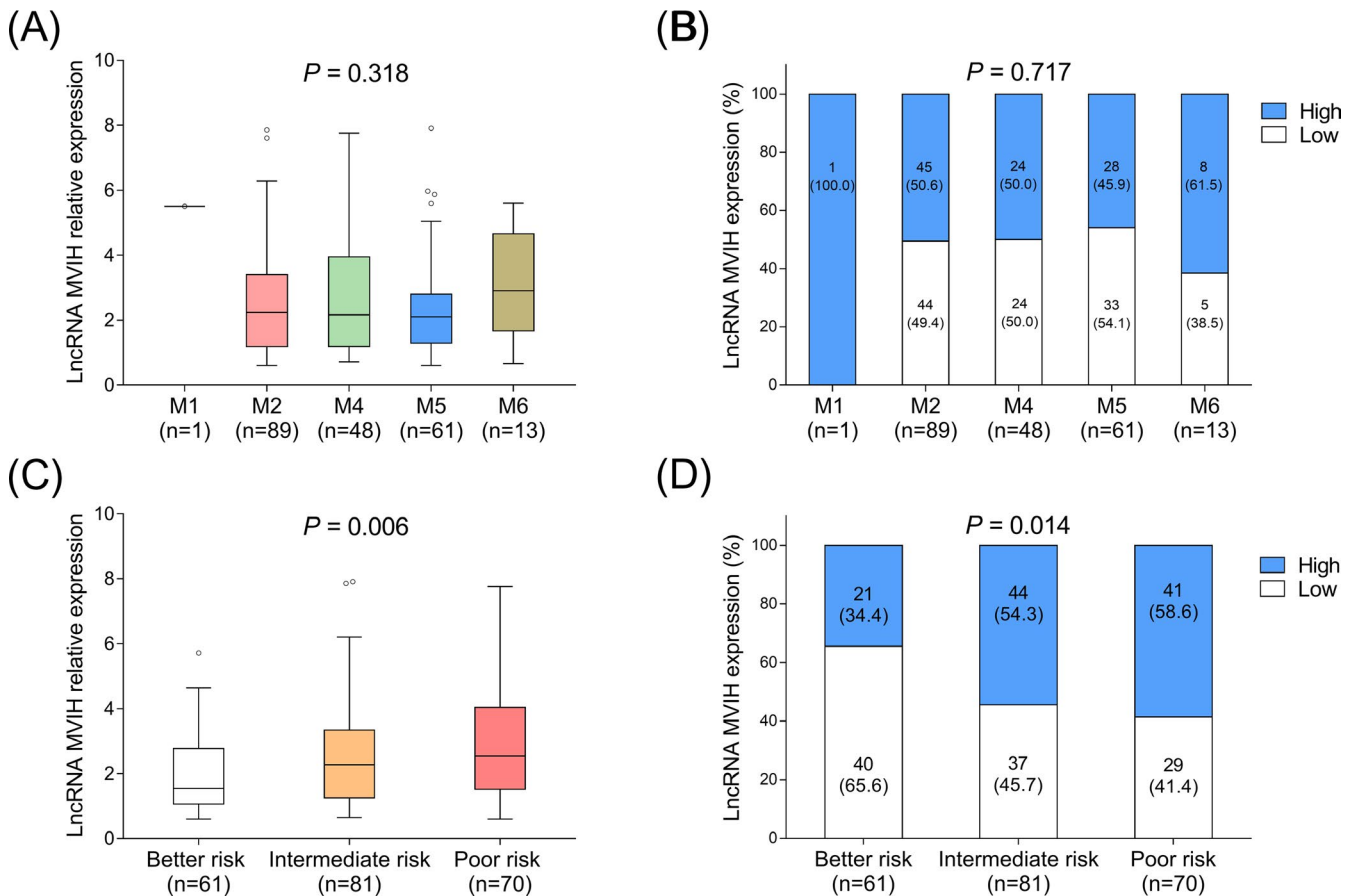 (A)
P = 0.318
LncRNA MVIH relative expression
10
8
6
4
2
0
M1 M2 M4 M5 M6
(n=1) (n=89) (n=48) (n=61) (n=13)
(B)
P = 0.717
LncRNA MVIH expression (%)
100
80
60
40
20
0
High
Low
1 45 24 28 8
(100.0) (50.6) (50.0) (45.9) (61.5)
44 24 33 5
(49.4) (50.0) (54.1) (38.5)
M1 M2 M4 M5 M6
(n=1) (n=89) (n=48) (n=61) (n=13)
(C)
P = 0.006
LncRNA MVIH relative expression
10
8
6
4
2
0
Better risk Intermediate risk Poor risk
(n=61) (n=81) (n=70)
(D)
P = 0.014
LncRNA MVIH expression (%)
100
80
60
40
20
0
High
Low
21 44 41
(34.4) (54.3) (58.6)
40 37 29
(65.6) (45.7) (41.4)
Better risk Intermediate risk Poor risk
(n=61) (n=81) (n=70)